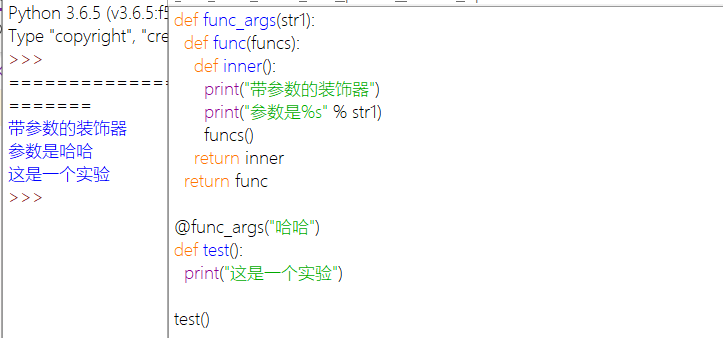 Python 3.6.5 (v3.6.5:f5
Type "copyright", "cre
>>>
===============
=======
带参数的装饰器
参数是哈哈
这是一个实验
>>>
def func_args(str1):
  def func(funcs):
    def inner():
      print("带参数的装饰器")
      print("参数是%s" % str1)
      funcs()
    return inner
  return func

@func_args("哈哈")
def test():
  print("这是一个实验")

test()